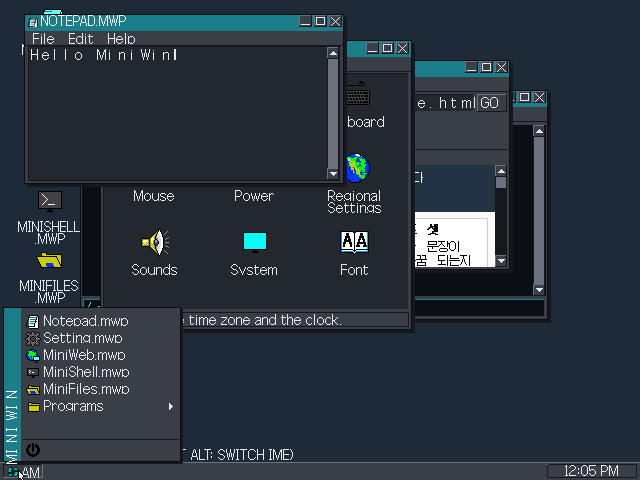 NOTEPAD.MWP
File Edit Help
Hello MiniWin
board
e.html GO
Mouse Power Regional Settings
MINISHELL
.MWP
Sounds System Font
MINIFILES
.MWP
셋
문장이
꿈 되는지
e time zone and the clock.
Notepad.mwp
Setting.mwp
MiniWeb.mwp
MiniShell.mwp
MiniFiles.mwp
Programs
MINI WIN
ALT: SWITCH IME)
AM
12:05 PM